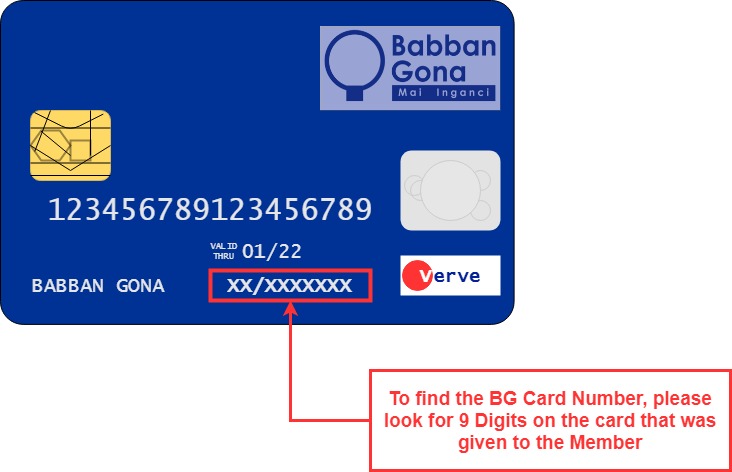 Babban
Gona
Mai Inganci
123456789123456789
VALID
THRU 01/22
BABBAN GONA XX/XXXXXXX
Verve
To find the BG Card Number, please
look for 9 Digits on the card that was
given to the Member